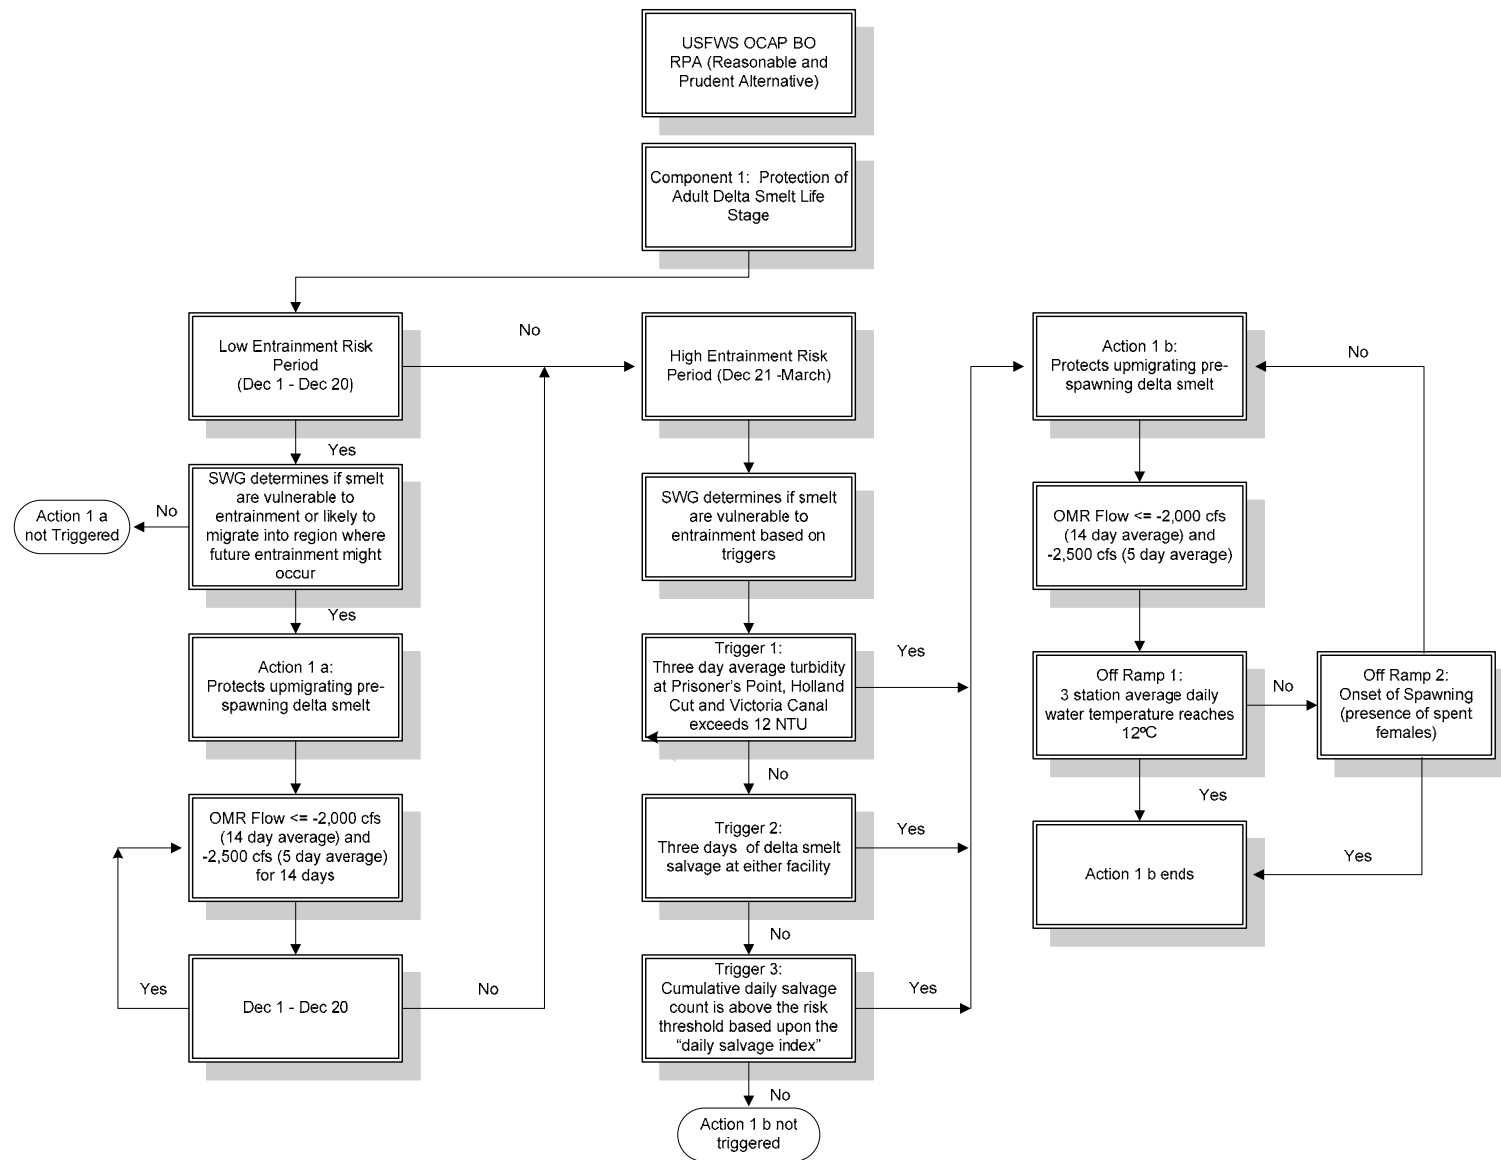 USFWS OCAP BO
RPA (Reasonable and
Prudent Alternative)
Component 1: Protection of
Adult Delta Smelt Life
Stage
Low Entrainment Risk
Period
(Dec 1 - Dec 20)
No
Yes
SWG determines if smelt
are vulnerable to
entrainment or likely to
migrate into region where
future entrainment might
occur
No
Action 1 a
not Triggered
Yes
Action 1 a:
Protects upmigrating pre-
spawning delta smelt
OMR Flow <= -2,000 cfs
(14 day average) and
-2,500 cfs (5 day average)
for 14 days
Yes
Dec 1 - Dec 20
No
High Entrainment Risk
Period (Dec 21 -March)
SWG determines if smelt
are vulnerable to
entrainment based on
triggers
Trigger 1:
Three day average turbidity
at Prisoner's Point, Holland
Cut and Victoria Canal
exceeds 12 NTU
Yes
No
Trigger 2:
Three days of delta smelt
salvage at either facility
Yes
No
Trigger 3:
Cumulative daily salvage
count is above the risk
threshold based upon the
“daily salvage index”
Yes
No
Action 1 b not
triggered
Action 1 b:
Protects upmigrating pre-
spawning delta smelt
No
OMR Flow <= -2,000 cfs
(14 day average) and
-2,500 cfs (5 day average)
Off Ramp 1:
3 station average daily
water temperature reaches
12ºC
No
Off Ramp 2:
Onset of Spawning
(presence of spent
females)
Yes
Yes
Action 1 b ends